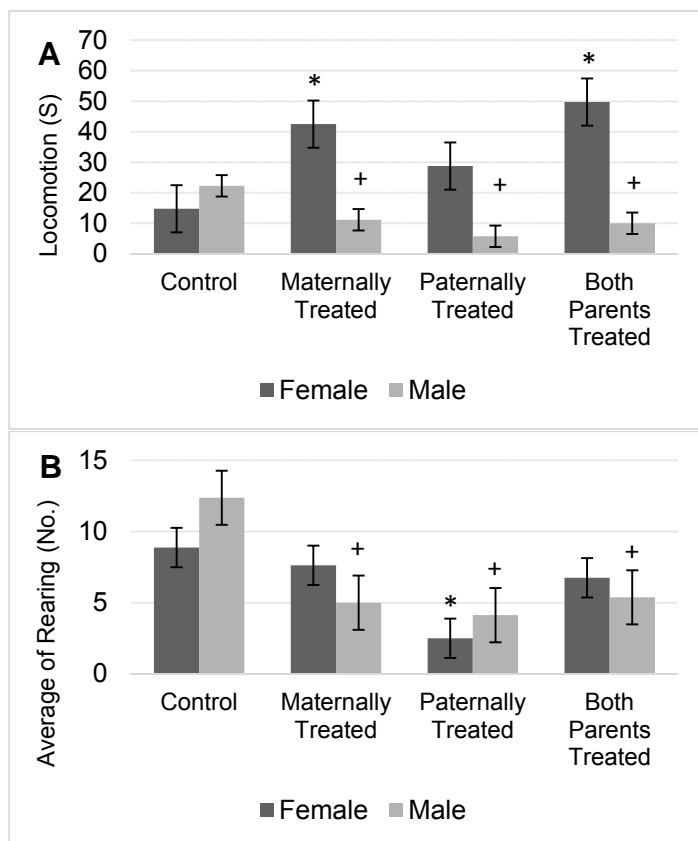 A
Locomotion (S)
70
60
50
40
30
20
10
0
*
+
+
*
+
Control
Maternally
Treated
Paternally
Treated
Both
Parents
Treated
Female Male
B
Average of Rearing (No.)
15
10
5
0
+
*
+
+
Control
Maternally
Treated
Paternally
Treated
Both
Parents
Treated
Female Male